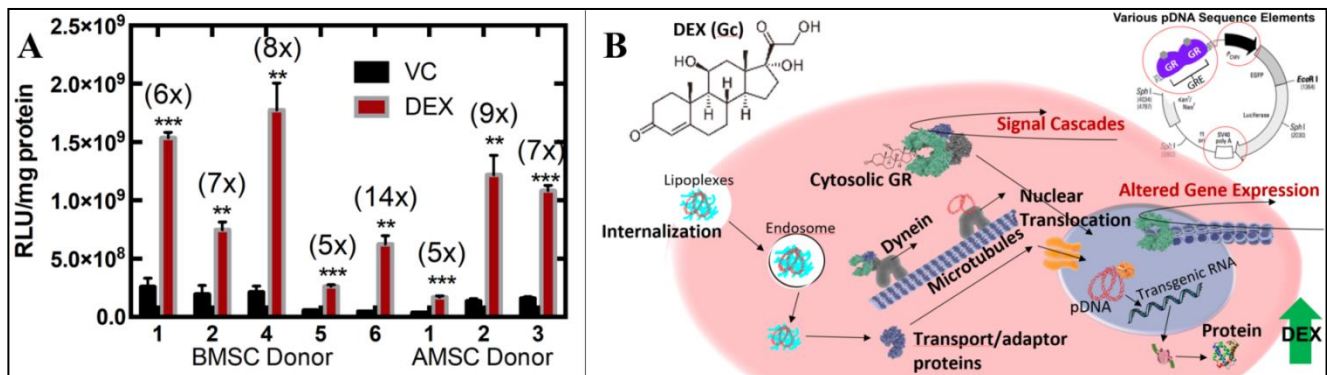 A
RLU/mg protein
2.5×10⁹
2.0×10⁹
1.5×10⁹
1.0×10⁹
5.0×10⁸
0.0
VC
DEX
(6x)
***
(7x)
**
(8x)
**
(5x)
***
(14x)
**
(5x)
***
(9x)
**
(7x)
***
1 2 4 5 6 1 2 3
BMSC Donor AMSC Donor
B
DEX (Gc)
OH
O
HO
OH
H
H
H
O
Various pDNA Sequence Elements
GR GR
GRE
EGFP
EcoR I
(1364)
Luciferase
Sph I
(2030)
SV40
poly A
Sph I
Signal Cascades
Cytosolic GR
Lipoplexes
Internalization
Endosome
Dynein
Microtubules
Nuclear
Translocation
Altered Gene Expression
pDNA
Transgenic RNA
Transport/adaptor
proteins
Protein
DEX